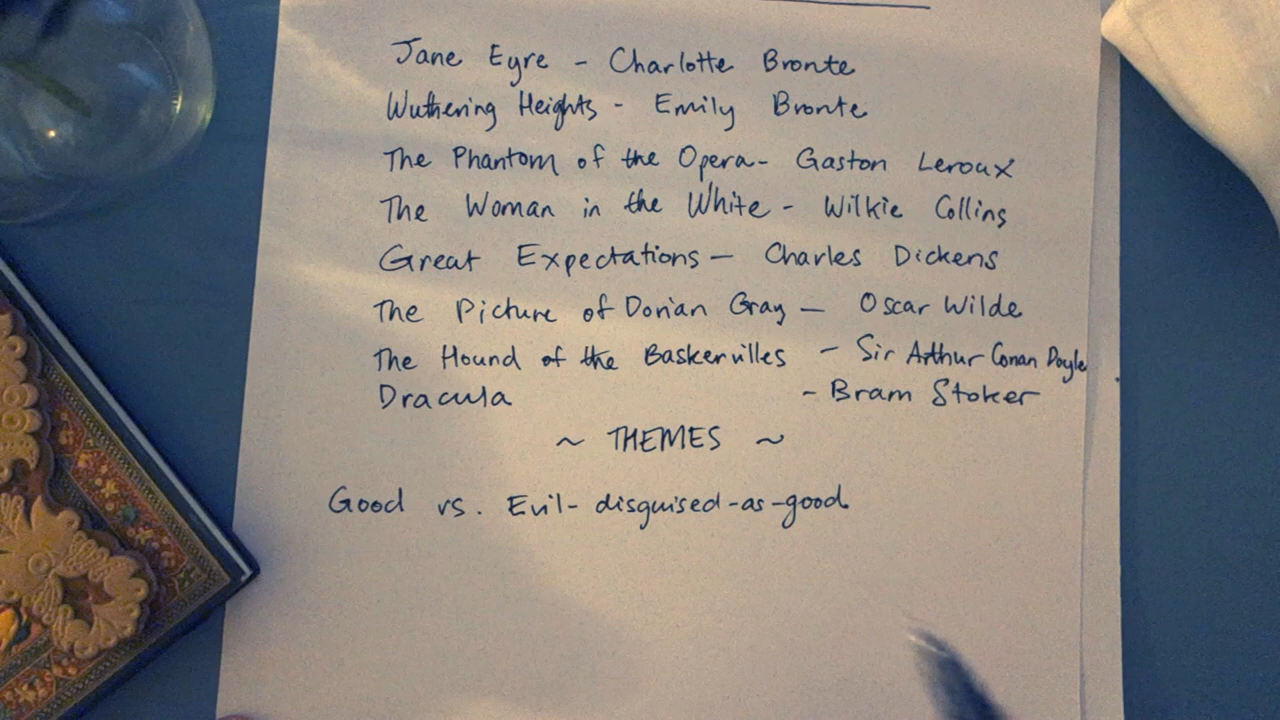 Jane Eyre - Charlotte Bronte
Wuthering Heights - Emily Bronte
The Phantom of the Opera - Gaston Leroux
The Woman in the White - Wilkie Collins
Great Expectations - Charles Dickens
The Picture of Dorian Gray - Oscar Wilde
The Hound of the Baskervilles - Sir Arthur Conan Doyle
Dracula - Bram Stoker
~ THEMES ~
Good vs. Evil-disguised-as-good